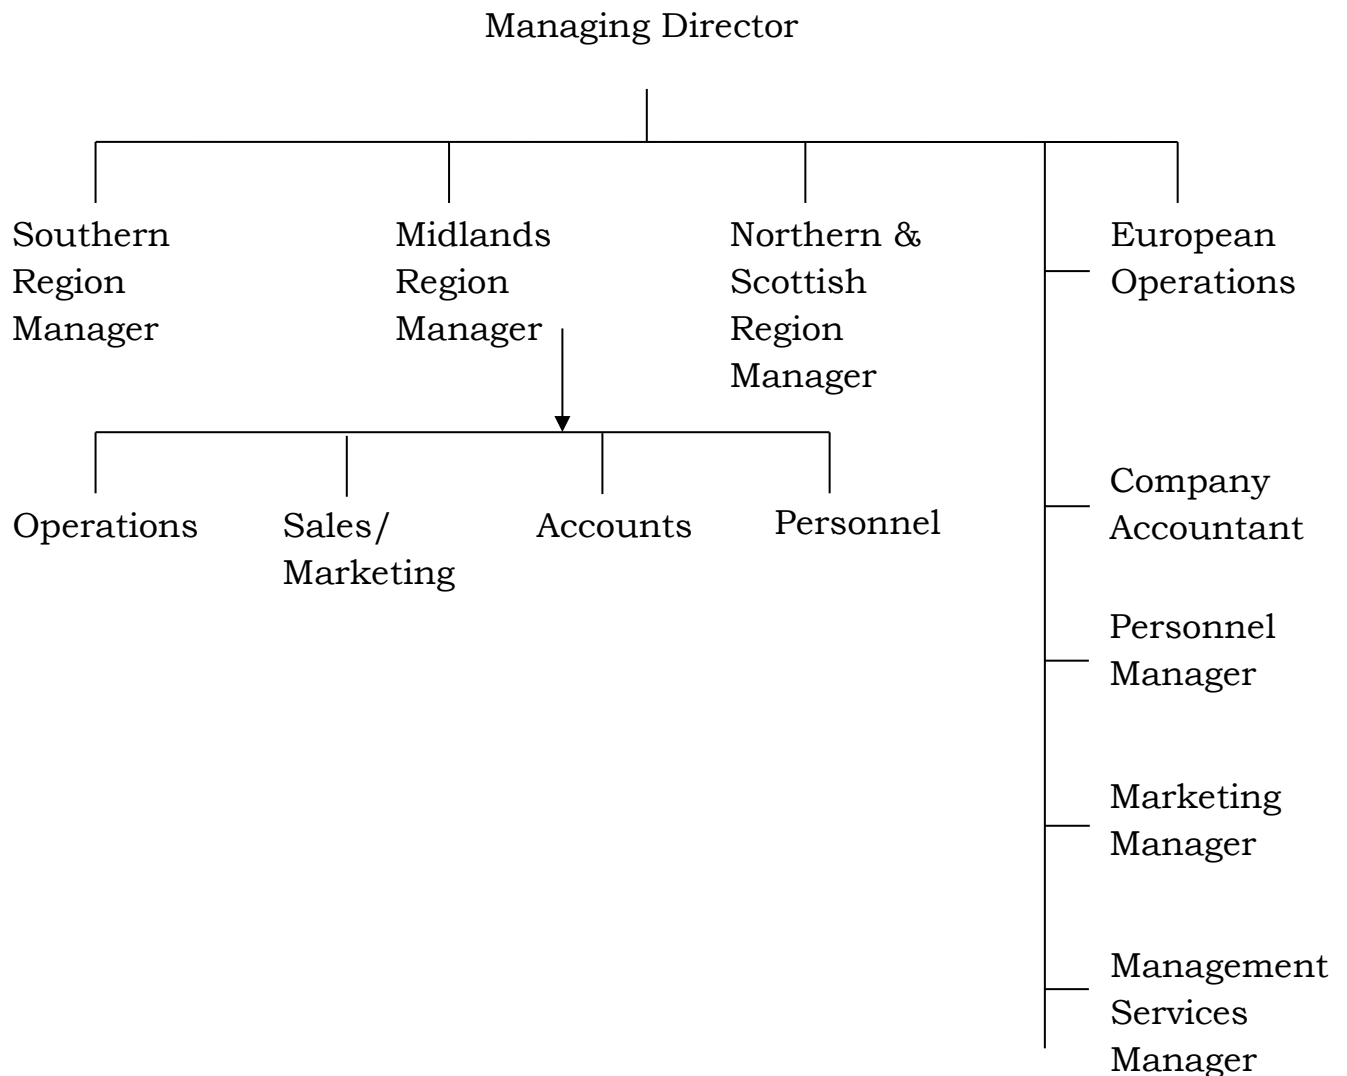 Managing Director
Southern
Region
Manager
Midlands
Region
Manager
Northern &
Scottish
Region
Manager
European
Operations
Operations
Sales/
Marketing
Accounts
Personnel
Company
Accountant
Personnel
Manager
Marketing
Manager
Management
Services
Manager